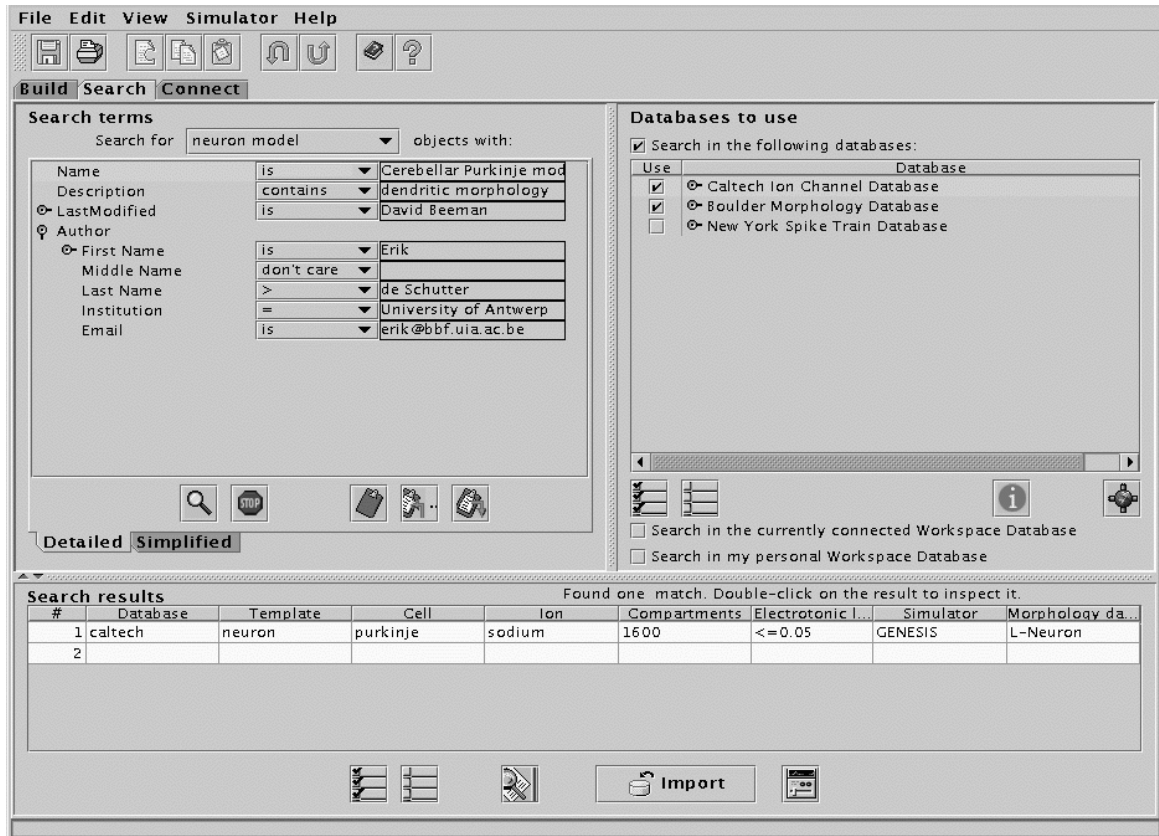 File Edit View Simulator Help
Build Search Connect
Search terms
Search for neuron model objects with:
Name is Cerebellar Purkinje mod
Description contains dendritic morphology
LastModified is David Beeman
Author
First Name is Erik
Middle Name don't care
Last Name > de Schutter
Institution = University of Antwerp
Email is erik@bbf.uia.ac.be
STOP
Detailed Simplified
Databases to use
Search in the following databases:
Use Database
Caltech Ion Channel Database
Boulder Morphology Database
New York Spike Train Database
Search in the currently connected Workspace Database
Search in my personal Workspace Database
Search results Found one match. Double-click on the result to inspect it.
# Database Template Cell Ion Compartments Electrotonic l... Simulator Morphology da...
1 caltech neuron purkinje sodium 1600 <=0.05 GENESIS L-Neuron
2
Import